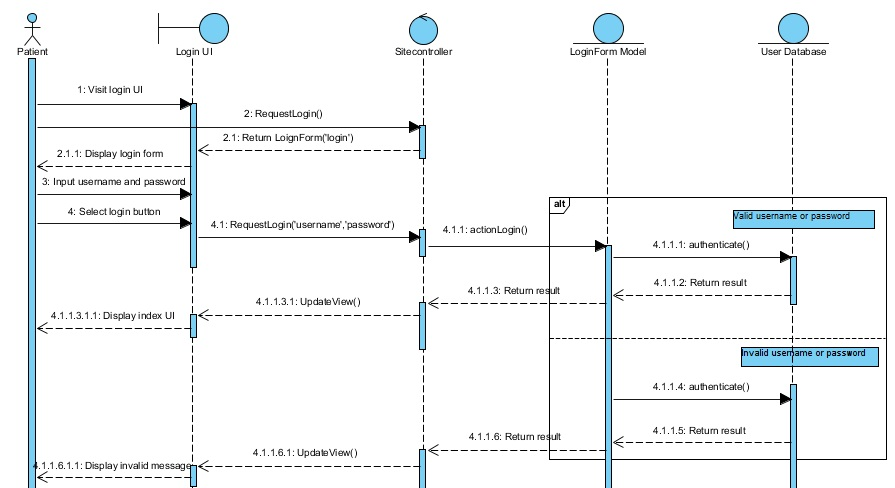 Patient
Login UI
Sitecontroller
LoginForm Model
User Database
1: Visit login UI
2: RequestLogin()
2.1: Return LoignForm('login')
2.1.1: Display login form
3: Input username and password
alt
Valid username or password
4: Select login button
4.1: RequestLogin('username','password')
4.1.1: actionLogin()
4.1.1.1: authenticate()
4.1.1.2: Return result
4.1.1.3: Return result
4.1.1.3.1: UpdateView()
4.1.1.3.1.1: Display index UI
Invalid username or password
4.1.1.4: authenticate()
4.1.1.5: Return result
4.1.1.6: Return result
4.1.1.6.1: UpdateView()
4.1.1.6.1.1: Display invalid message